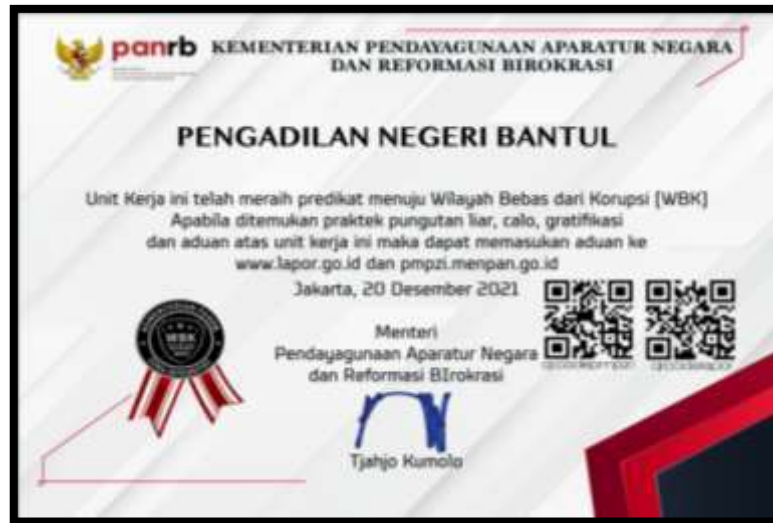 panrb
KEMENTERIAN PENDAYAGUNAAN APARATUR NEGARA
DAN REFORMASI BIROKRASI
PENGADILAN NEGERI BANTUL
Unit Kerja ini telah meraih predikat menuju Wilayah Bebas dari Korupsi [WBK]
Apabila ditemukan praktek pungutan liar, calo, gratifikasi
dan aduan atas unit kerja ini maka dapat memasukan aduan ke
www.lapor.go.id dan pmpzi.menpan.go.id
Jakarta, 20 Desember 2021
WBK
Menteri
Pendayagunaan Aparatur Negara
dan Reformasi BIrokrasi
Tjahjo Kumolo